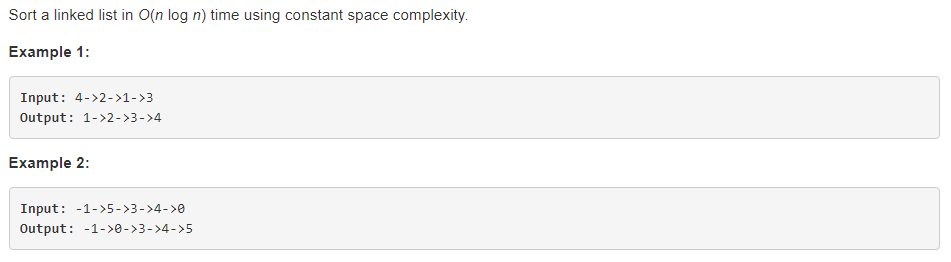 Sort a linked list in O(n log n) time using constant space complexity.
Example 1:
Input: 4->2->1->3
Output: 1->2->3->4
Example 2:
Input: -1->5->3->4->0
Output: -1->0->3->4->5